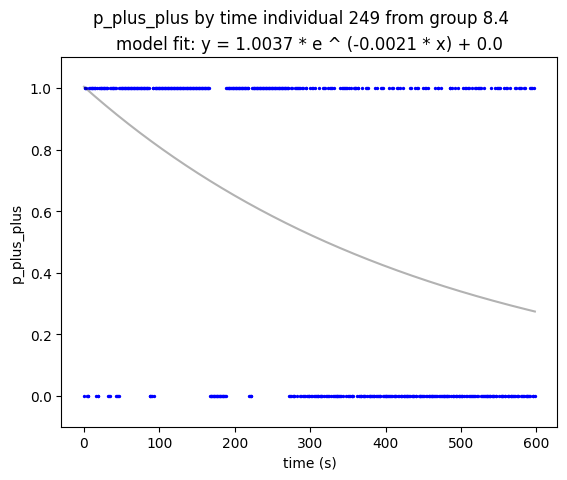 p_plus_plus by time individual 249 from group 8.4
model fit: y = 1.0037 * e ^ (-0.0021 * x) + 0.0
p_plus_plus
1.0
0.8
0.6
0.4
0.2
0.0
0 100 200 300 400 500 600
time (s)